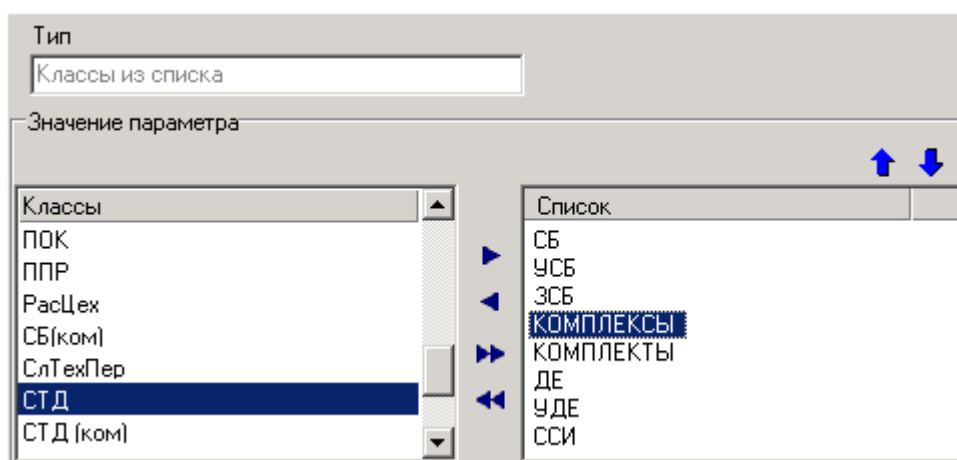 Тип
Классы из списка
Значение параметра
Классы
ПОК
ППР
РасЦех
СБ(ком)
СлТехПер
СТД
СТД (ком)
Список
СБ
УСБ
ЗСБ
КОМПЛЕКСЫ
КОМПЛЕКТЫ
ДЕ
УДЕ
ССИ